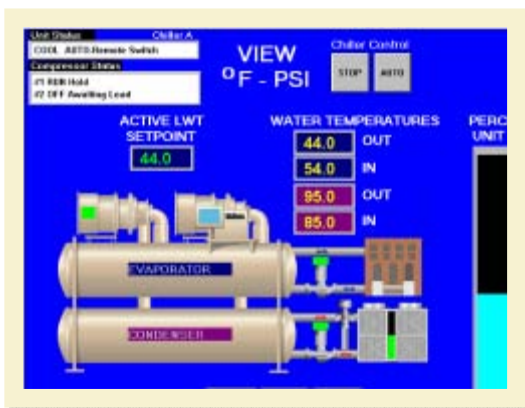 Unit Status Chiller A
COOL AUTO:Remote Switch
Compressor Status
#1 RUN:Hold
#2 OFF:Awaiting Load
VIEW
°F - PSI
Chiller Control
STOP AUTO
ACTIVE LWT
SETPOINT
44.0
WATER TEMPERATURES
44.0 OUT
54.0 IN
95.0 OUT
85.0 IN
PERC
UNIT
EVAPORATOR
CONDENSER